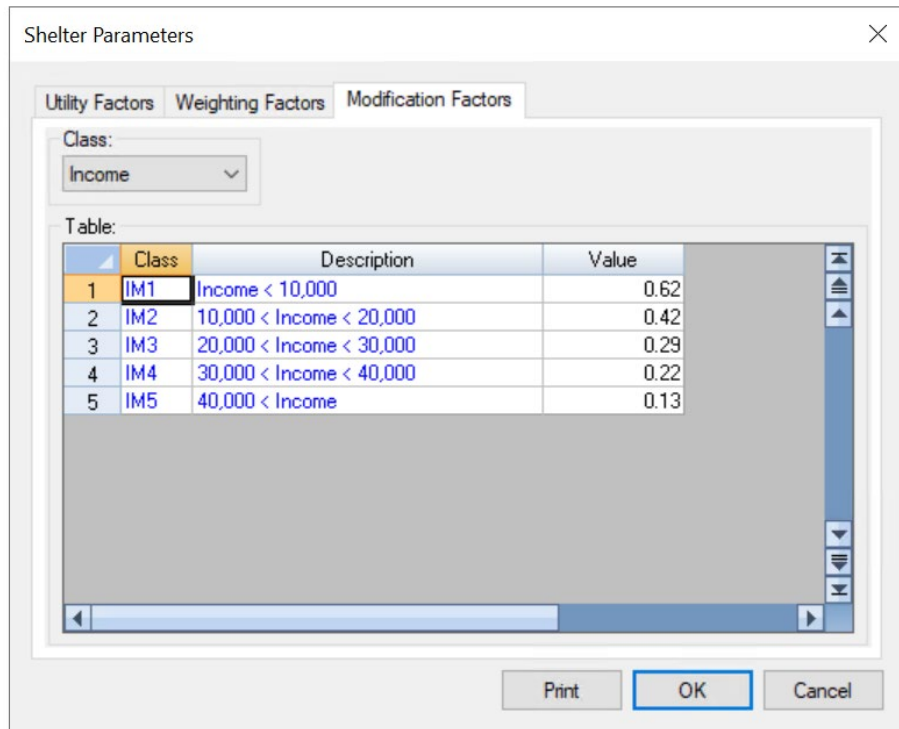 Shelter Parameters
Utility Factors Weighting Factors Modification Factors
Class:
Income
Table:
Class Description Value
1 IM1 Income < 10,000 0.62
2 IM2 10,000 < Income < 20,000 0.42
3 IM3 20,000 < Income < 30,000 0.29
4 IM4 30,000 < Income < 40,000 0.22
5 IM5 40,000 < Income 0.13
Print OK Cancel